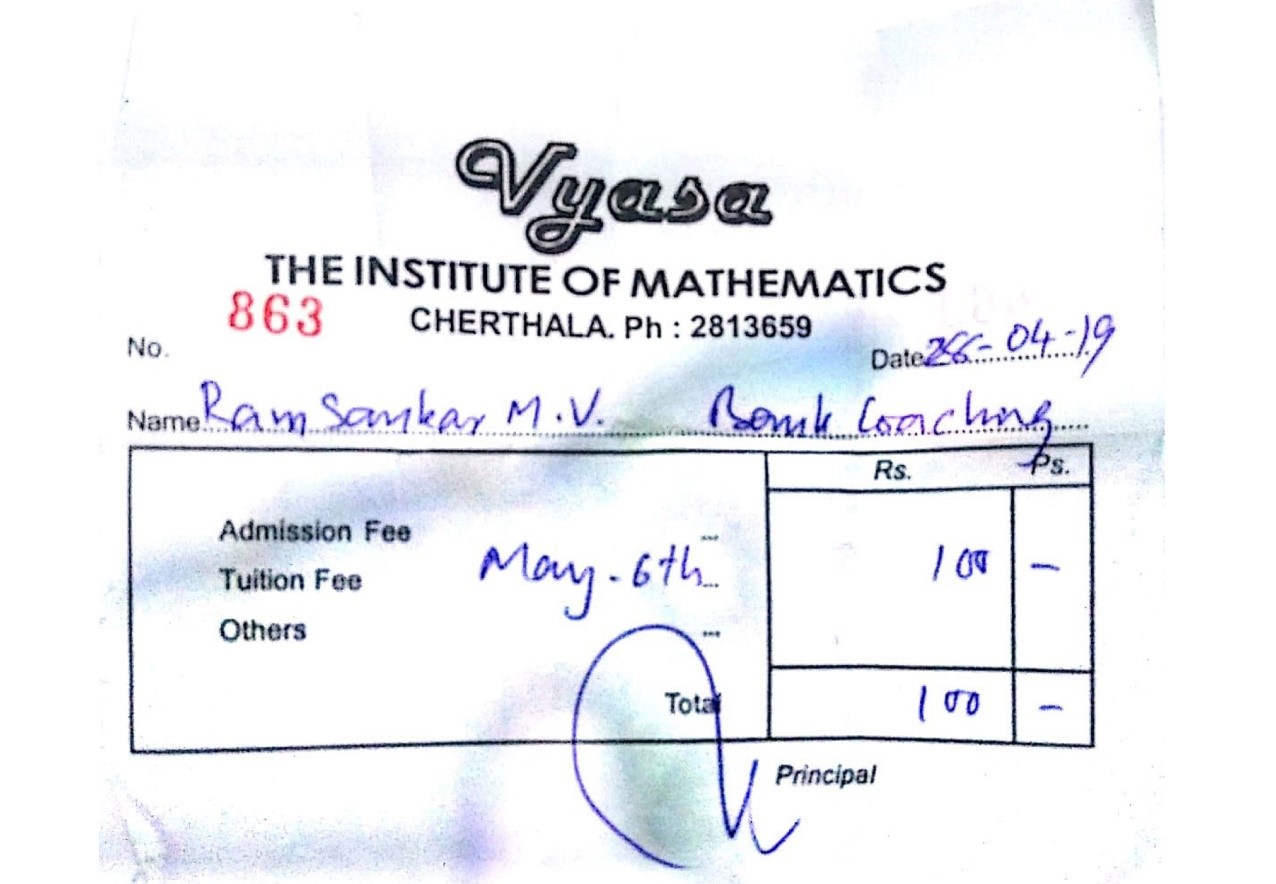 Vyasa
THE INSTITUTE OF MATHEMATICS
863 CHERTHALA. Ph : 2813659
No. Date 26-04-19
Name Ram Sankar M.V. Bank Coaching
Rs. Ps.
Admission Fee ...
Tuition Fee May-6th... 100 -
Others ...
Total 100 -
Principal